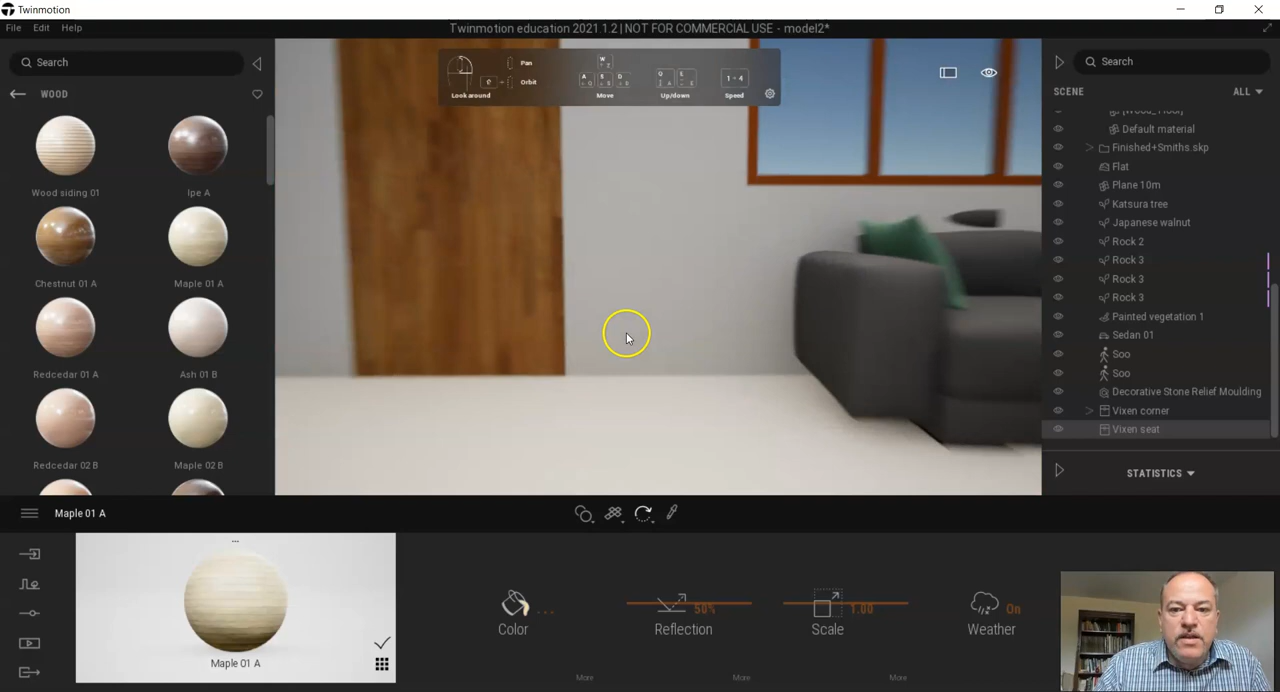 Twinmotion
File Edit Help
Twinmotion education 2021.1.2 | NOT FOR COMMERCIAL USE - model2*
Search
WOOD
Wood siding 01
Ipe A
Chestnut 01 A
Maple 01 A
Redcedar 01 A
Ash 01 B
Redcedar 02 B
Maple 02 B
Look around
Pan
Orbit
W
A S D
Move
Q E
Up/down
1 - 4
Speed
Search
SCENE
ALL
Default material
Finished+Smiths.skp
Flat
Plane 10m
Katsura tree
Japanese walnut
Rock 2
Rock 3
Rock 3
Rock 3
Painted vegetation 1
Sedan 01
Soo
Soo
Decorative Stone Relief Moulding
Vixen corner
Vixen seat
STATISTICS
Maple 01 A
...
Maple 01 A
Color
...
More
Reflection
50%
More
Scale
1.00
More
Weather
On